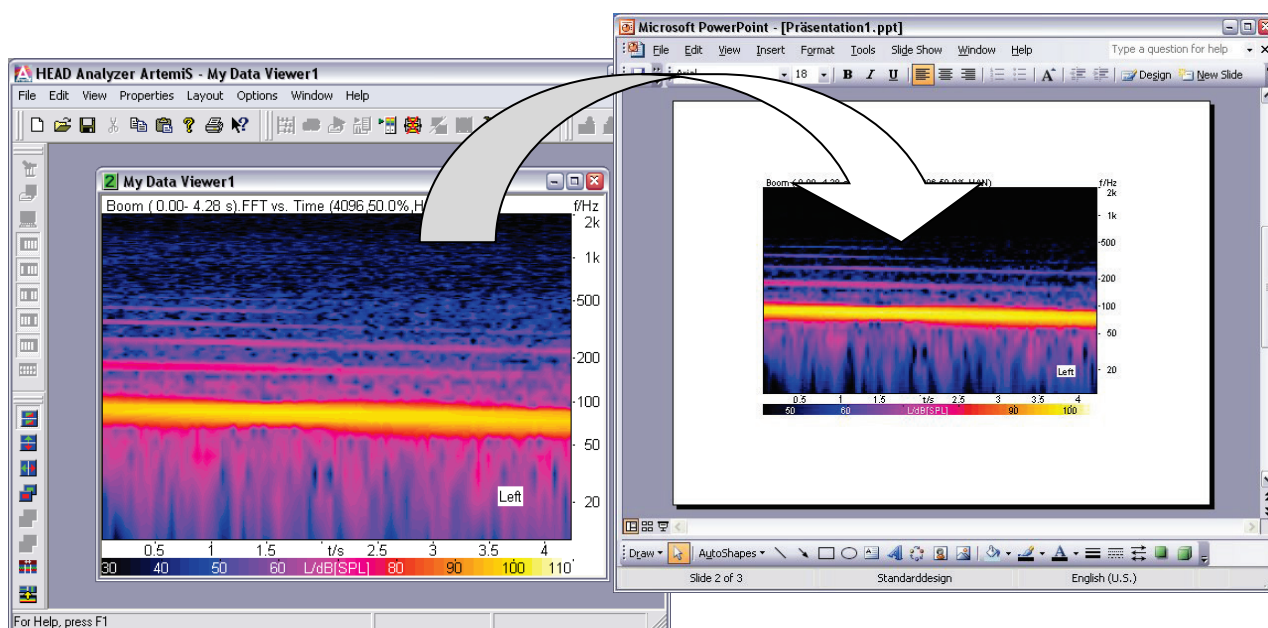 HEAD Analyzer ArtemiS - My Data Viewer1
File Edit View Properties Layout Options Window Help
2 My Data Viewer1
Boom ( 0.00- 4.28 s).FFT vs. Time (4096,50.0%,H
f/Hz
2k
1k
500
200
100
50
20
Left
0.5 1 1.5 t/s 2.5 3 3.5 4
30 40 50 60 L/dB[SPL] 80 90 100 110
For Help, press F1
Microsoft PowerPoint - [Präsentation1.ppt]
File Edit View Insert Format Tools Slide Show Window Help Type a question for help
18 B I U A Design New Slide
Boom ( 0.00- 4.28
f/Hz
2k
1k
500
200
100
50
20
Left
0.5 1 1.5 t/s 2.5 3 3.5 4
50 60 L/dB[SPL] 90 100
Draw AutoShapes A
Slide 2 of 3 Standarddesign English (U.S.)